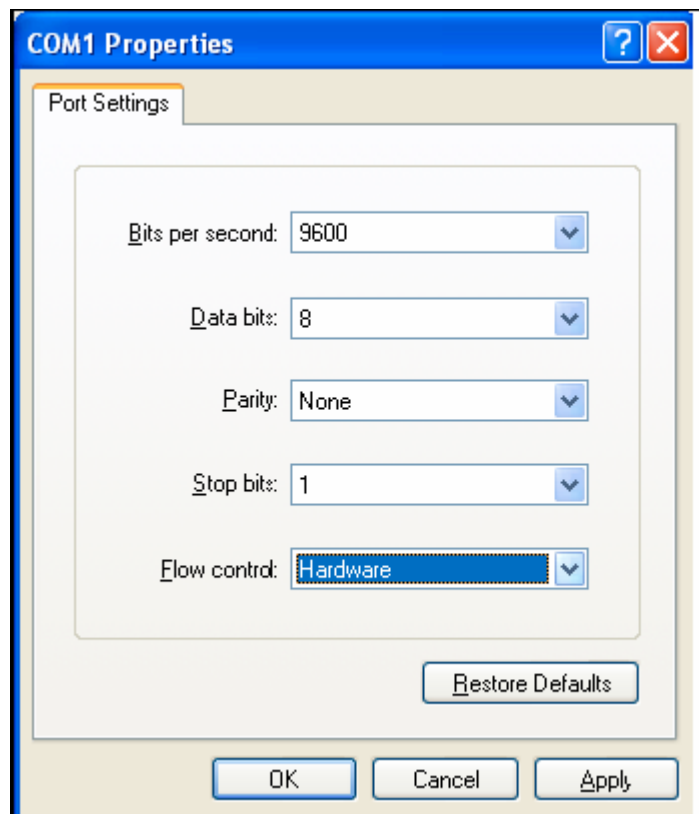 COM1 Properties
Port Settings
Bits per second: 9600
Data bits: 8
Parity: None
Stop bits: 1
Flow control: Hardware
Restore Defaults
OK Cancel Apply